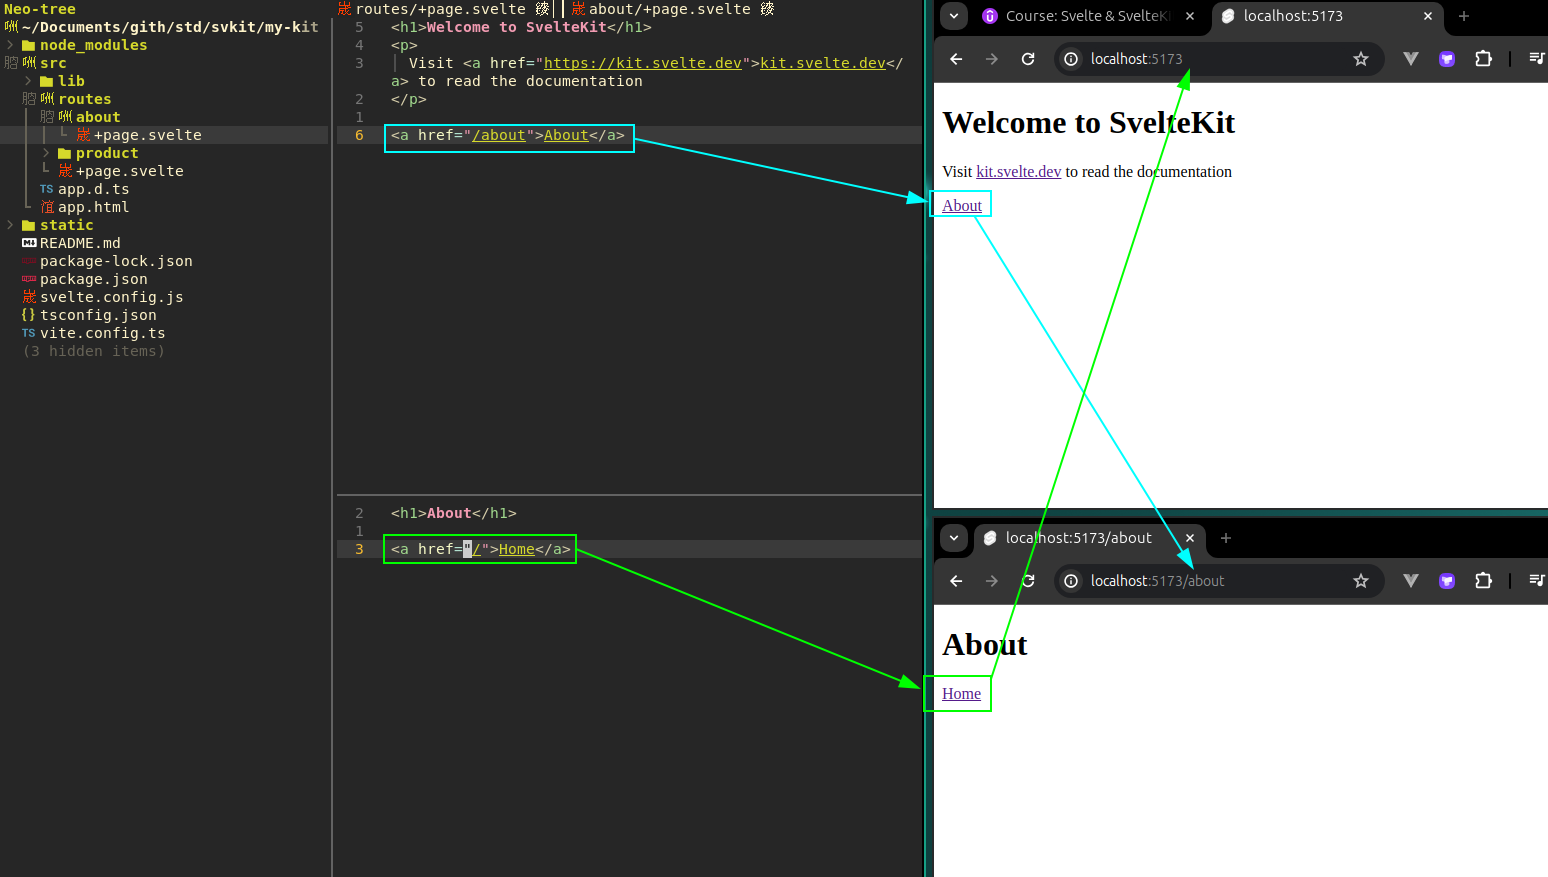 Neo-tree
~/Documents/gith/std/svkit/my-kit
node_modules
src
lib
routes
about
+page.svelte
product
+page.svelte
TS app.d.ts
app.html
static
README.md
package-lock.json
package.json
svelte.config.js
{} tsconfig.json
TS vite.config.ts
(3 hidden items)
routes/+page.svelte
about/+page.svelte
5 <h1>Welcome to SvelteKit</h1>
4 <p>
3 Visit <a href="https://kit.svelte.dev">kit.svelte.dev</
a> to read the documentation
2 </p>
1
6 <a href="/about">About</a>
2 <h1>About</h1>
1
3 <a href="/">Home</a>
Course: Svelte & SvelteKi
localhost:5173
localhost:5173
Welcome to SvelteKit
Visit kit.svelte.dev to read the documentation
About
localhost:5173/about
localhost:5173/about
About
Home